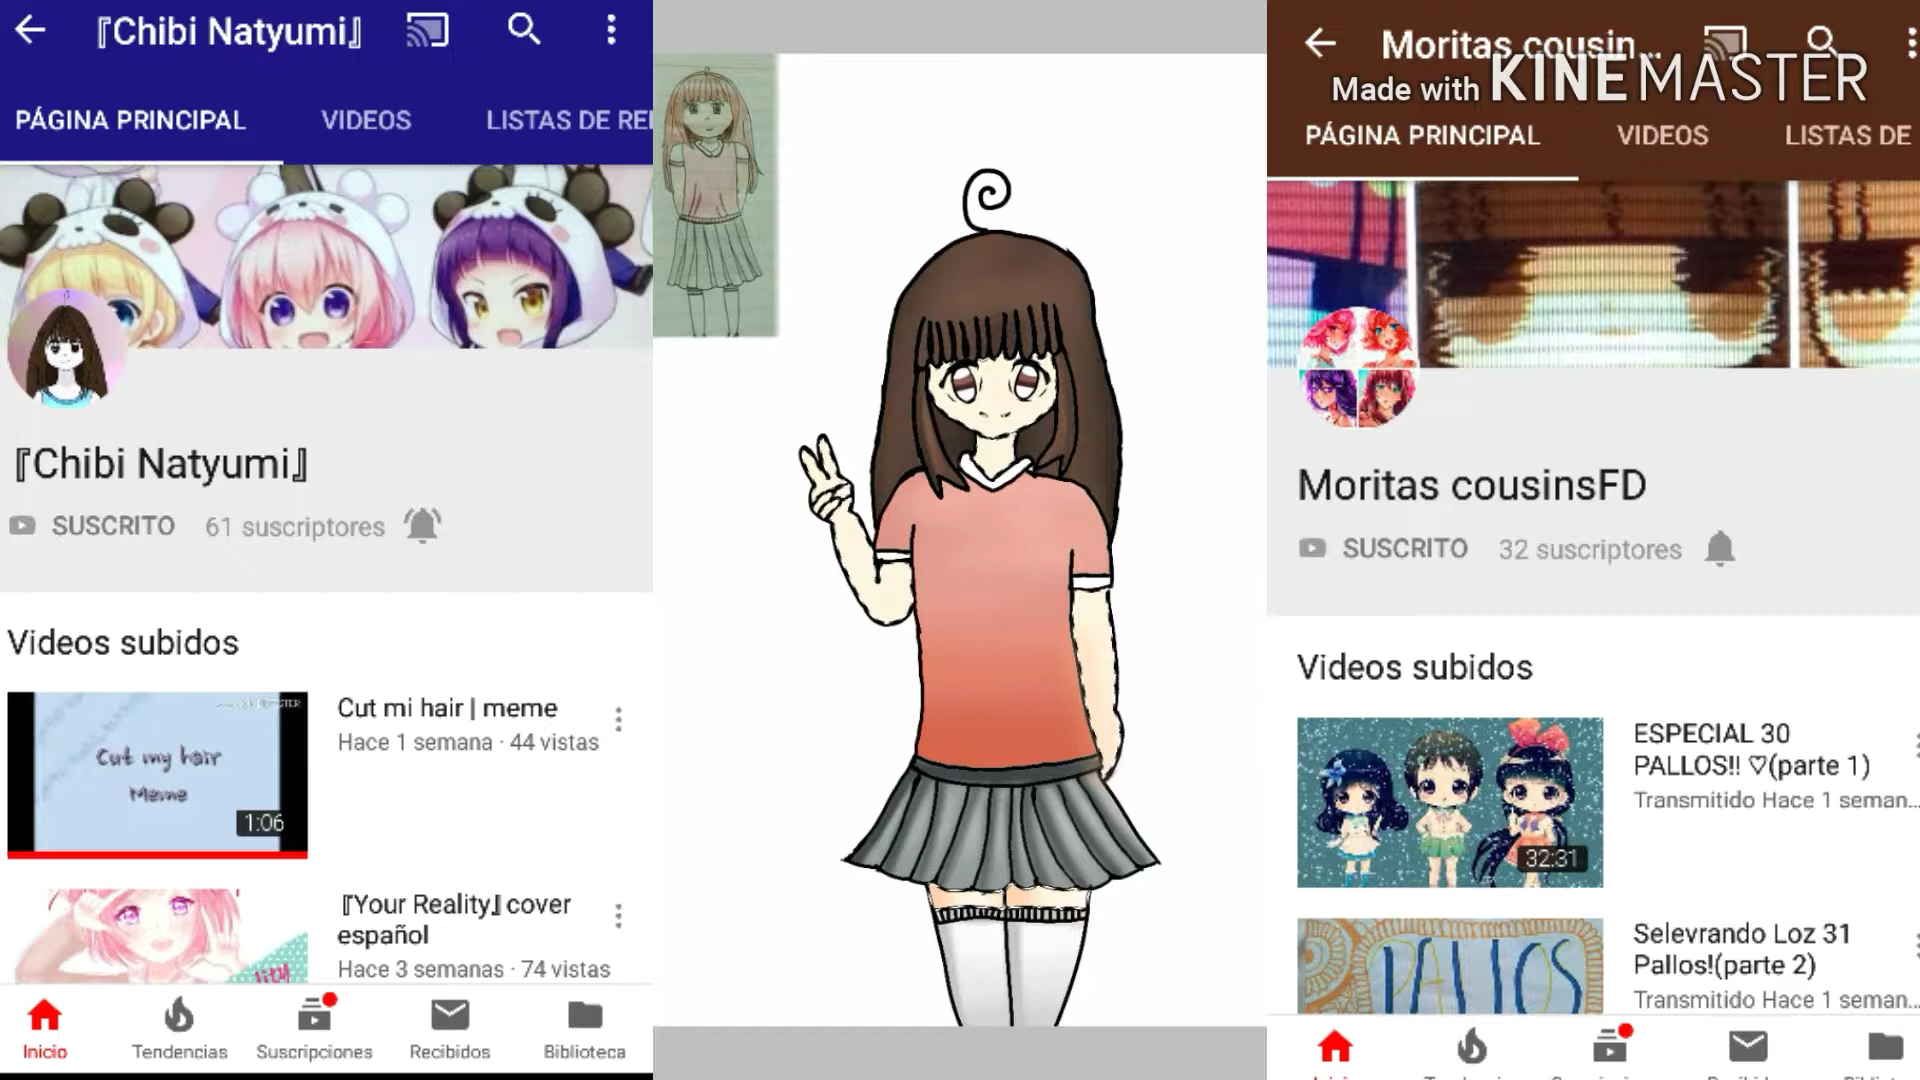 『Chibi Natyumi』
PÁGINA PRINCIPAL
VIDEOS
LISTAS DE RE
『Chibi Natyumi』
SUSCRITO
61 suscriptores
Videos subidos
Cut my hair
Meme
1:06
Cut mi hair | meme
Hace 1 semana · 44 vistas
『Your Reality』 cover
español
Hace 3 semanas · 74 vistas
Inicio
Tendencias
Suscripciones
Recibidos
Biblioteca
Moritas cousin...
Made with KINEMASTER
PÁGINA PRINCIPAL
VIDEOS
LISTAS DE
Moritas cousinsFD
SUSCRITO
32 suscriptores
Videos subidos
32:31
ESPECIAL 30
PALLOS!! ♡(parte 1)
Transmitido Hace 1 seman...
PALLOS
Selevrando Loz 31
Pallos!(parte 2)
Transmitido Hace 1 seman...